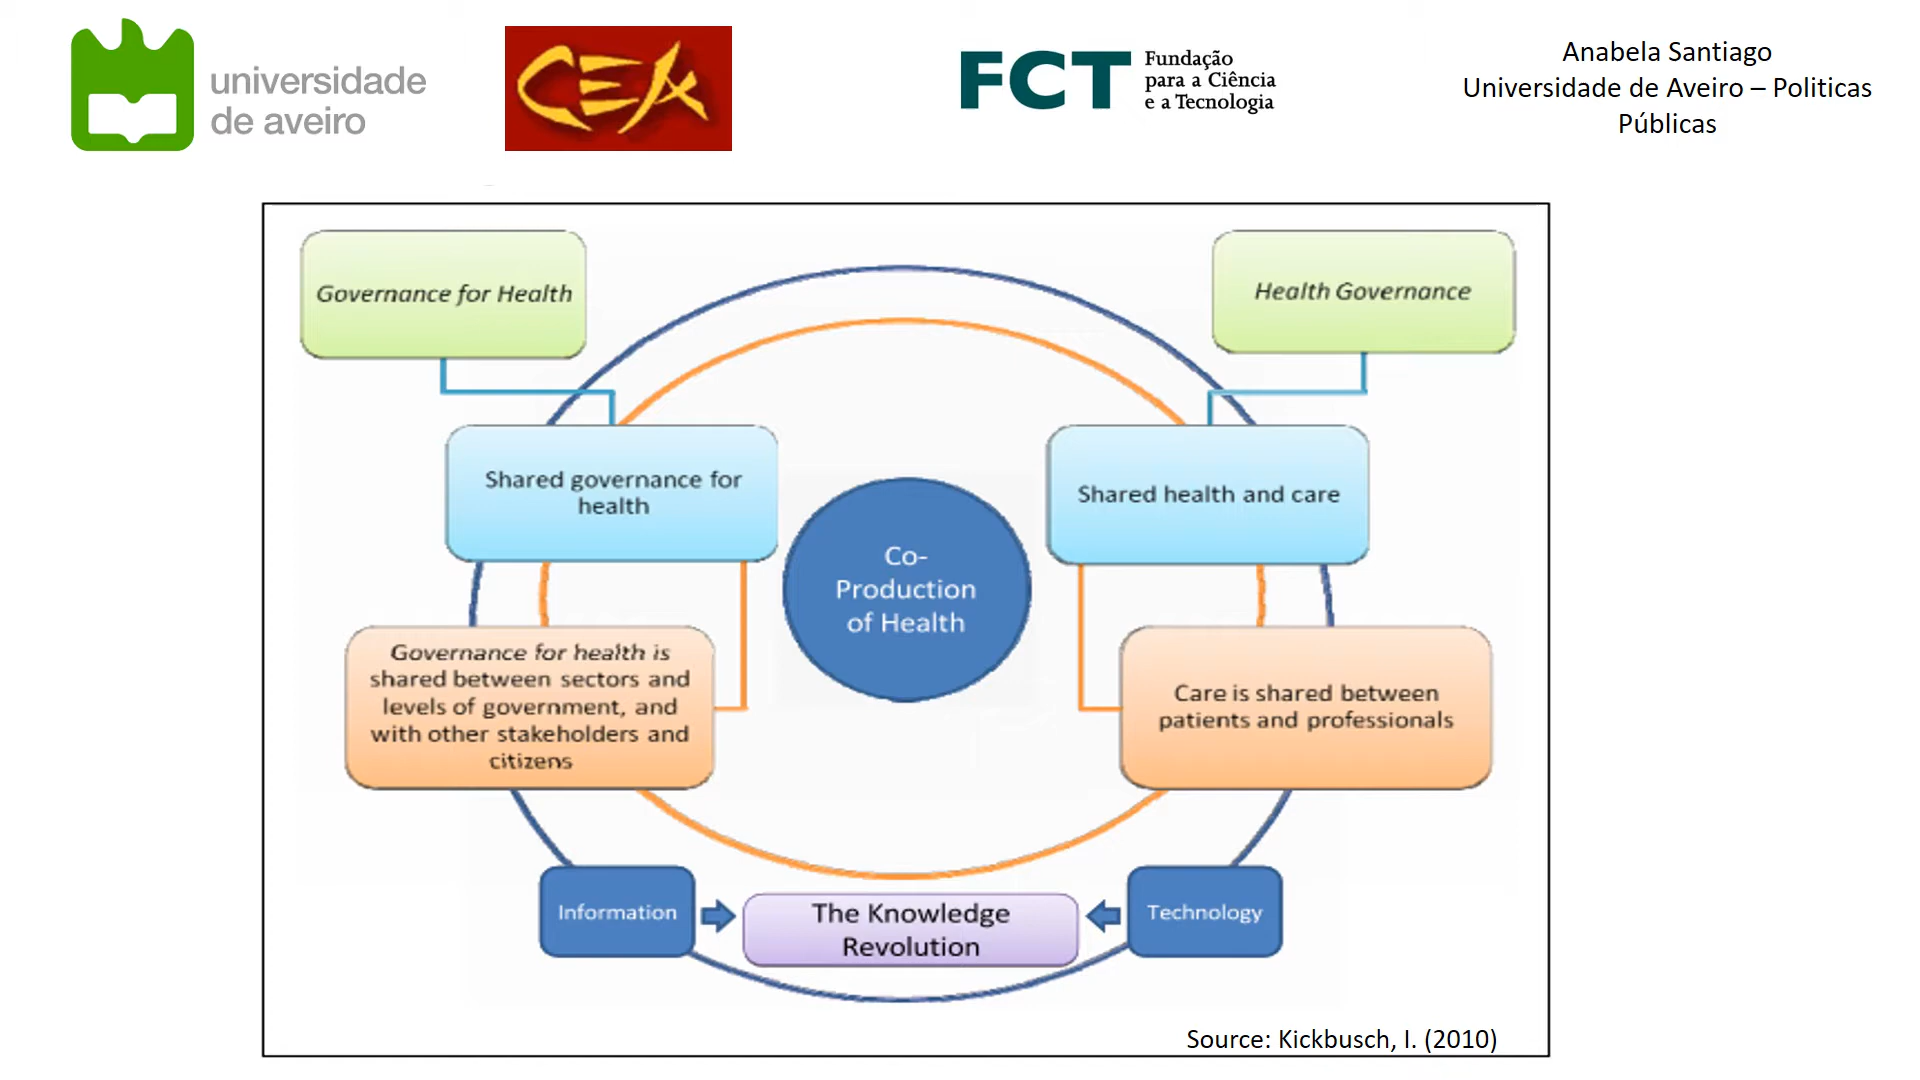 universidade
de aveiro
CEA
FCT
Fundação
para a Ciência
e a Tecnologia
Anabela Santiago
Universidade de Aveiro – Politicas
Públicas
Governance for Health
Health Governance
Shared governance for
health
Shared health and care
Co-
Production
of Health
Governance for health is
shared between sectors and
levels of government, and
with other stakeholders and
citizens
Care is shared between
patients and professionals
Information
The Knowledge
Revolution
Technology
Source: Kickbusch, I. (2010)